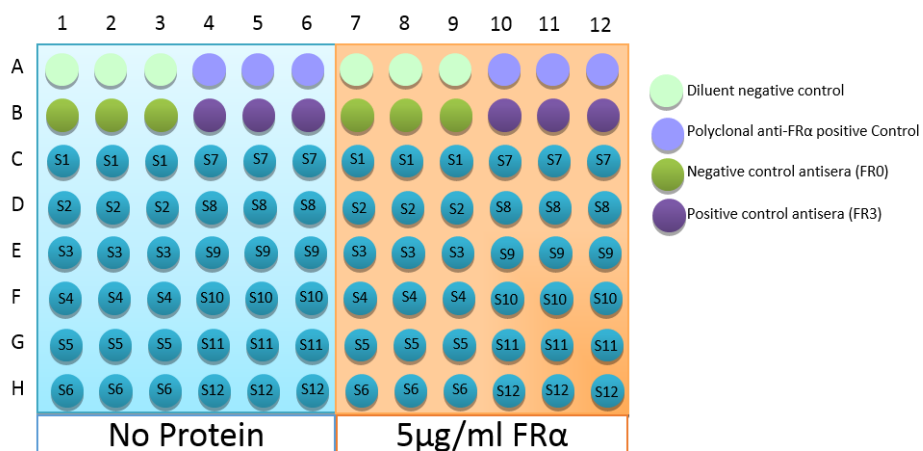 1 2 3 4 5 6 7 8 9 10 11 12
A
Diluent negative control
B
Polyclonal anti-FRα positive Control
C S1 S1 S1 S7 S7 S7 S1 S1 S1 S7 S7 S7
Negative control antisera (FR0)
D S2 S2 S2 S8 S8 S8 S2 S2 S2 S8 S8 S8
Positive control antisera (FR3)
E S3 S3 S3 S9 S9 S9 S3 S3 S3 S9 S9 S9
F S4 S4 S4 S10 S10 S10 S4 S4 S4 S10 S10 S10
G S5 S5 S5 S11 S11 S11 S5 S5 S5 S11 S11 S11
H S6 S6 S6 S12 S12 S12 S6 S6 S6 S12 S12 S12
No Protein 5µg/ml FRα